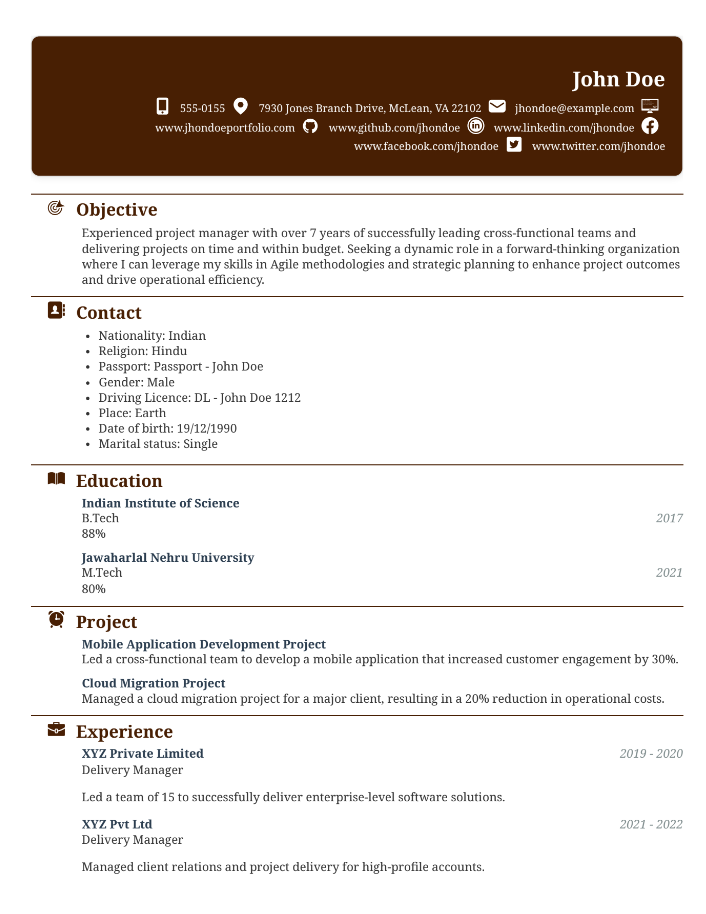 John Doe
555-0155 7930 Jones Branch Drive, McLean, VA 22102 jhondoe@example.com
www.jhondoeportfolio.com www.github.com/jhondoe www.linkedin.com/jhondoe
www.facebook.com/jhondoe www.twitter.com/jhondoe
Objective
Experienced project manager with over 7 years of successfully leading cross-functional teams and
delivering projects on time and within budget. Seeking a dynamic role in a forward-thinking organization
where I can leverage my skills in Agile methodologies and strategic planning to enhance project outcomes
and drive operational efficiency.
Contact
• Nationality: Indian
• Religion: Hindu
• Passport: Passport - John Doe
• Gender: Male
• Driving Licence: DL - John Doe 1212
• Place: Earth
• Date of birth: 19/12/1990
• Marital status: Single
Education
Indian Institute of Science
B.Tech 2017
88%
Jawaharlal Nehru University
M.Tech 2021
80%
Project
Mobile Application Development Project
Led a cross-functional team to develop a mobile application that increased customer engagement by 30%.
Cloud Migration Project
Managed a cloud migration project for a major client, resulting in a 20% reduction in operational costs.
Experience
XYZ Private Limited 2019 - 2020
Delivery Manager
Led a team of 15 to successfully deliver enterprise-level software solutions.
XYZ Pvt Ltd 2021 - 2022
Delivery Manager
Managed client relations and project delivery for high-profile accounts.